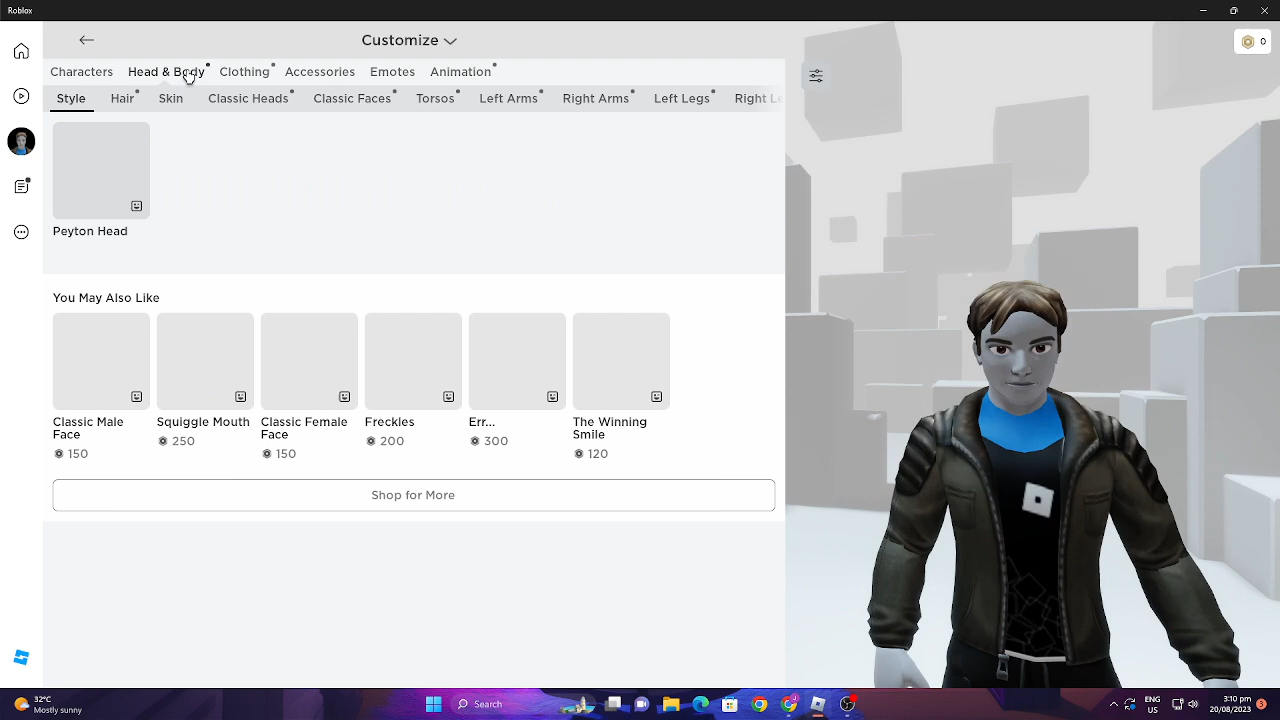 Roblox
Customize
0
Characters Head & Body Clothing Accessories Emotes Animation
Style Hair Skin Classic Heads Classic Faces Torsos Left Arms Right Arms Left Legs Right Le
Peyton Head
You May Also Like
Classic Male
Face
150
Squiggle Mouth
250
Classic Female
Face
150
Freckles
200
Err...
300
The Winning
Smile
120
Shop for More
32°C
Mostly sunny
Search
ENG
US
3:10 pm
20/08/2023
3